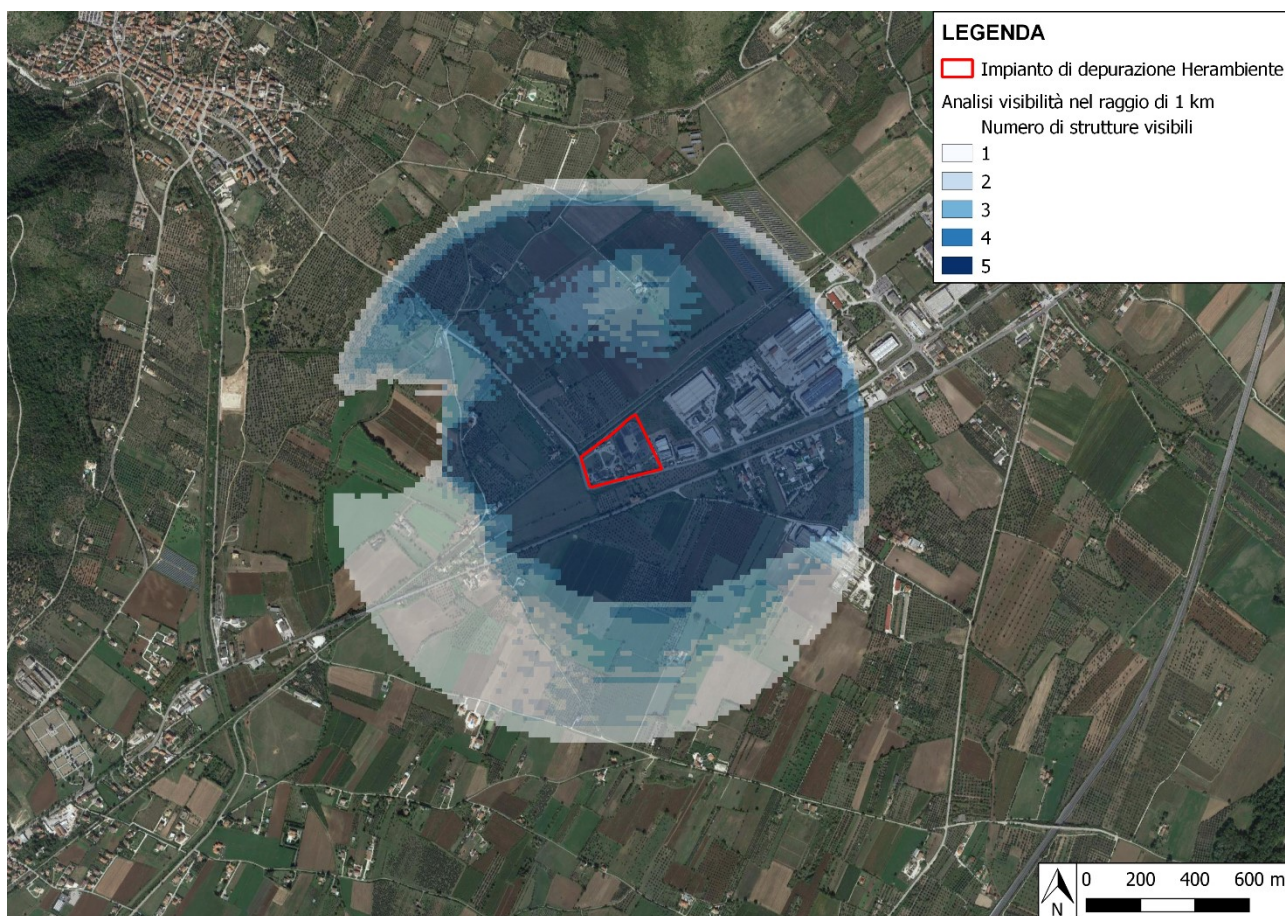 LEGENDA
Impianto di depurazione Herambiente
Analisi visibilità nel raggio di 1 km
Numero di strutture visibili
1
2
3
4
5
N
0 200 400 600 m